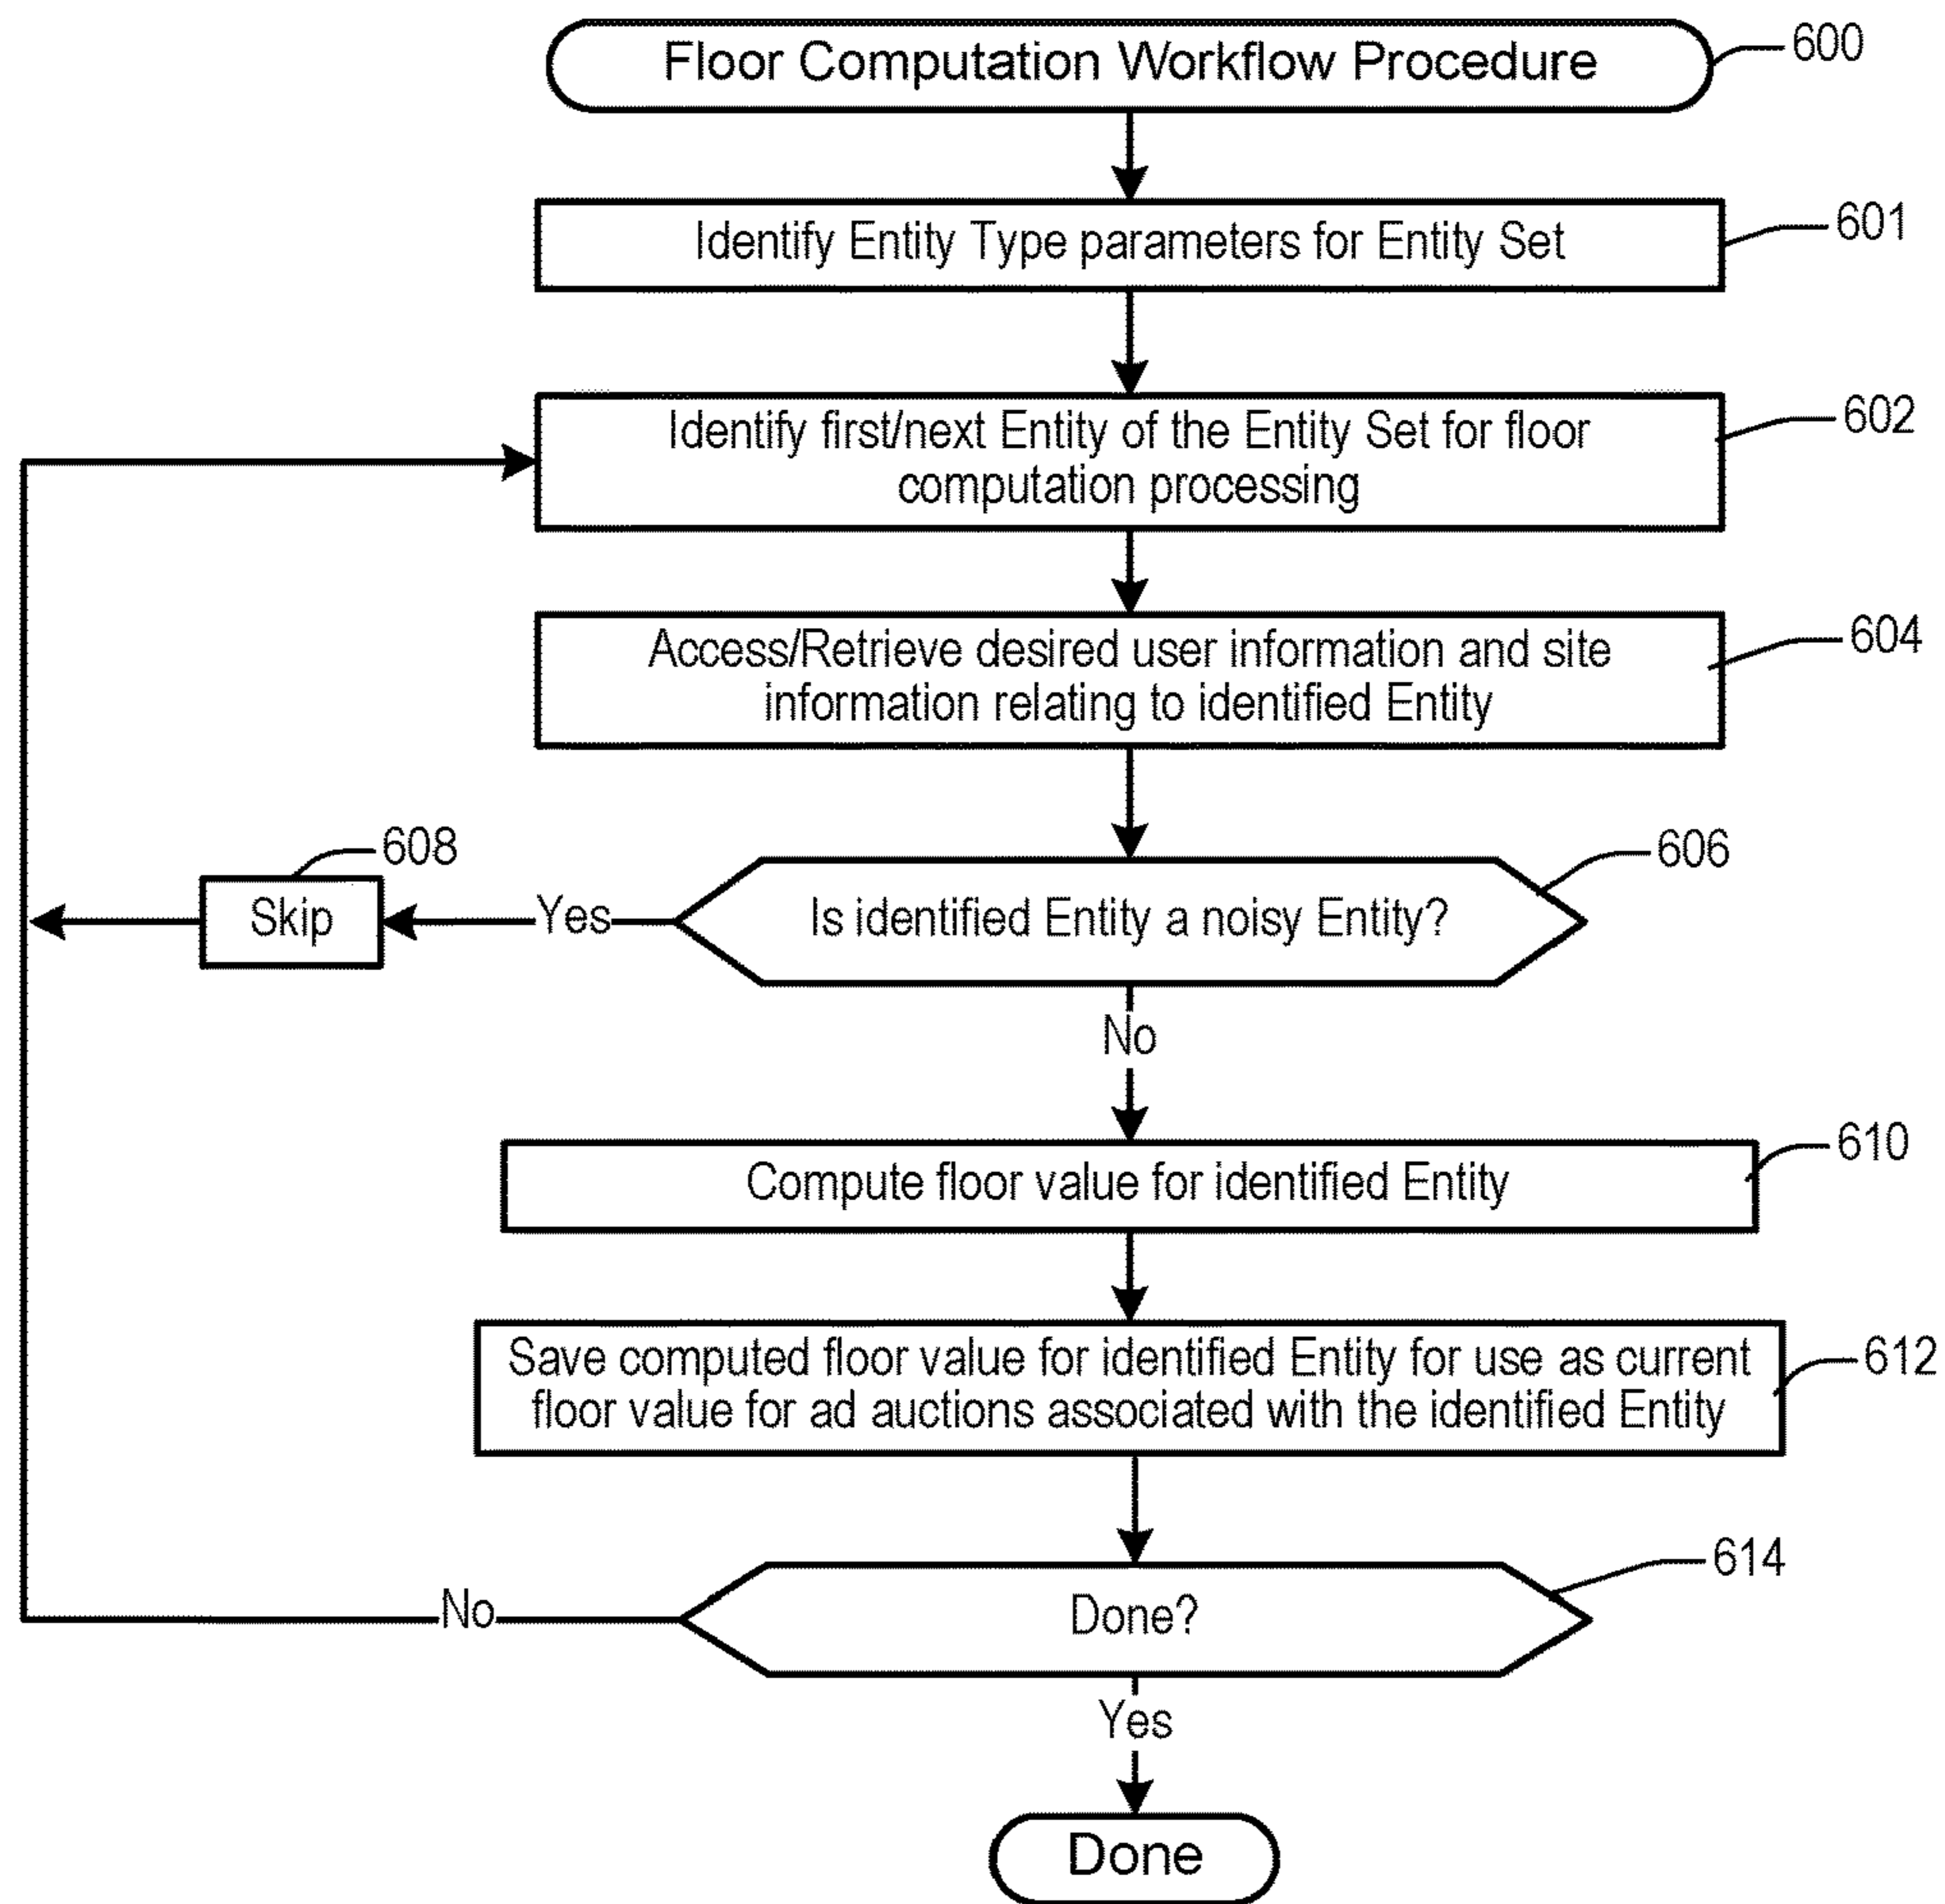 Floor Computation Workflow Procedure
600
Identify Entity Type parameters for Entity Set
601
Identify first/next Entity of the Entity Set for floor
computation processing
602
Access/Retrieve desired user information and site
information relating to identified Entity
604
608
606
Skip
Yes
Is identified Entity a noisy Entity?
No
610
Compute floor value for identified Entity
Save computed floor value for identified Entity for use as current
floor value for ad auctions associated with the identified Entity
612
614
No
Done?
Yes
Done